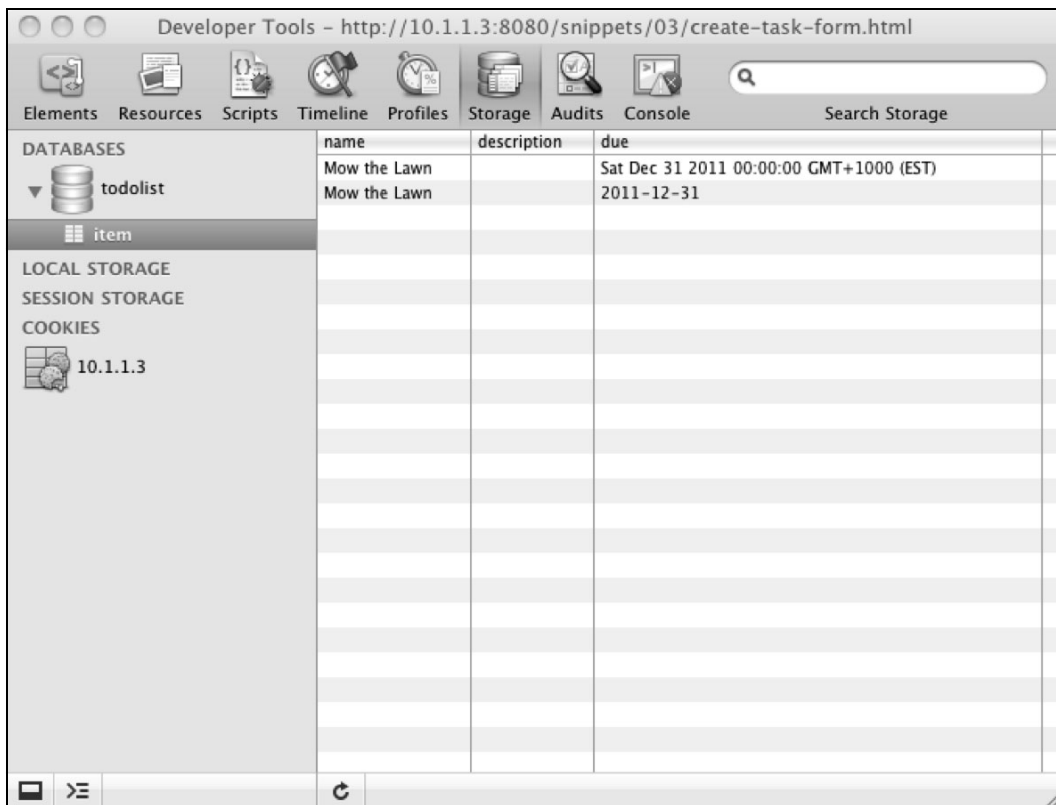 Developer Tools – http://10.1.1.3:8080/snippets/03/create-task-form.html
Elements Resources Scripts Timeline Profiles Storage Audits Console Search Storage
DATABASES
todolist
item
LOCAL STORAGE
SESSION STORAGE
COOKIES
10.1.1.3
name description due
Mow the Lawn Sat Dec 31 2011 00:00:00 GMT+1000 (EST)
Mow the Lawn 2011-12-31